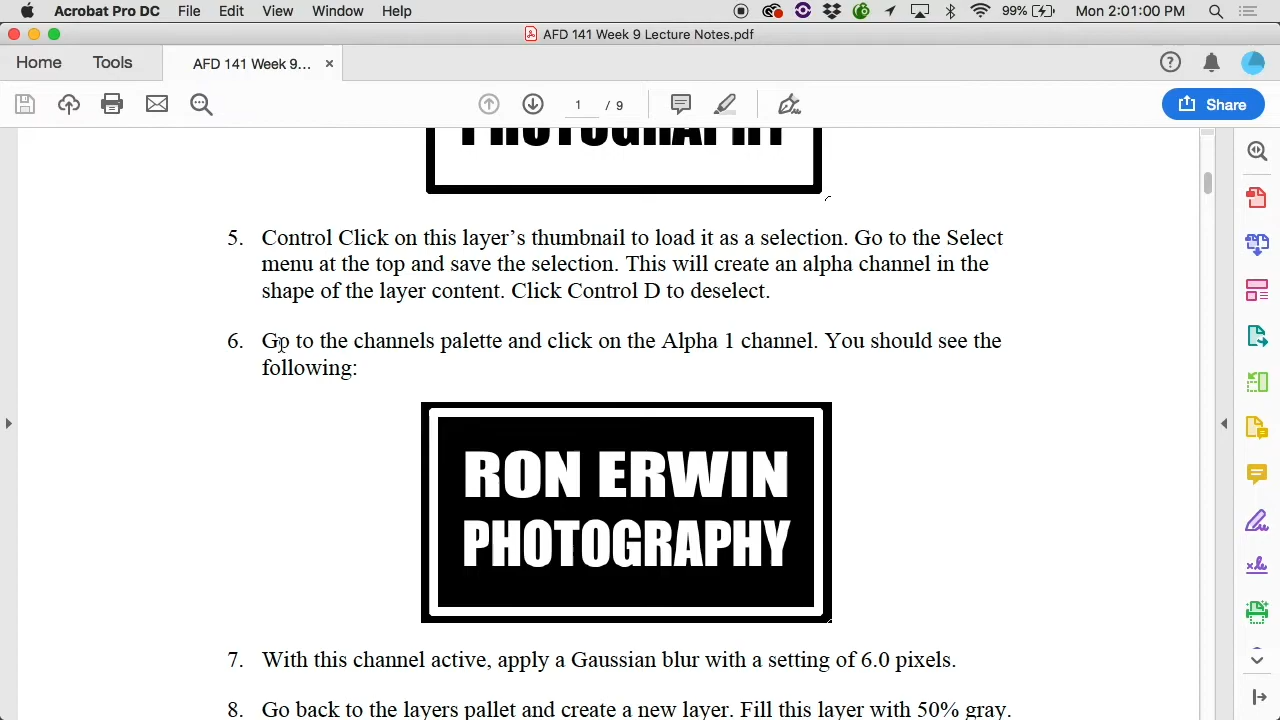 Acrobat Pro DC File Edit View Window Help 99% Mon 2:01:00 PM
AFD 141 Week 9 Lecture Notes.pdf
Home Tools AFD 141 Week 9... ×
1 / 9 Share
PHOTOGRAPHY
5. Control Click on this layer’s thumbnail to load it as a selection. Go to the Select
menu at the top and save the selection. This will create an alpha channel in the
shape of the layer content. Click Control D to deselect.
6. Go to the channels palette and click on the Alpha 1 channel. You should see the
following:
RON ERWIN
PHOTOGRAPHY
7. With this channel active, apply a Gaussian blur with a setting of 6.0 pixels.
8. Go back to the layers pallet and create a new layer. Fill this layer with 50% gray.